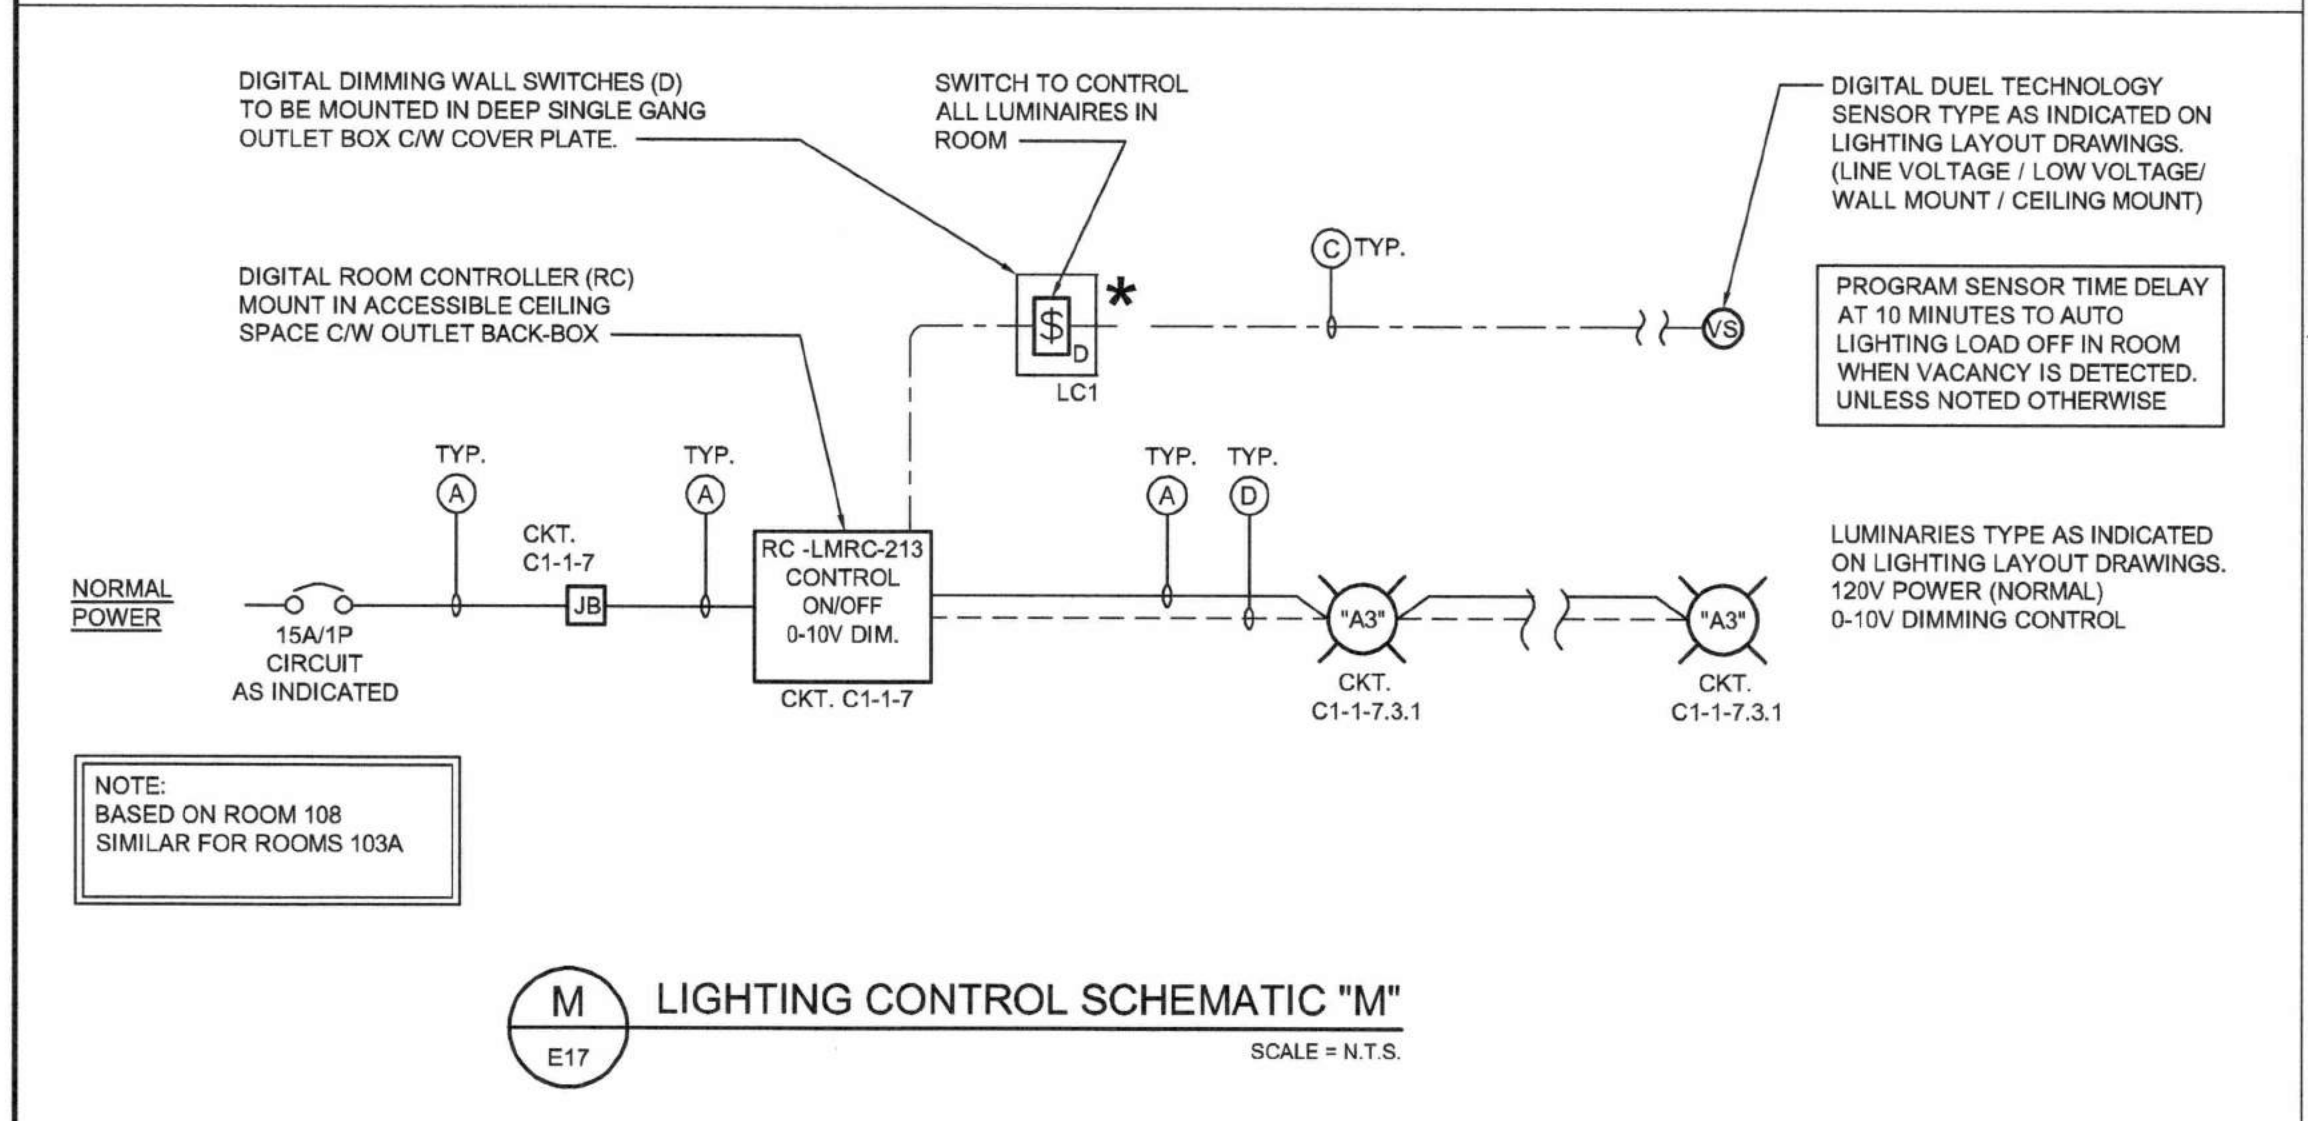 DIGITAL DIMMING WALL SWITCHES (D)
TO BE MOUNTED IN DEEP SINGLE GANG
OUTLET BOX C/W COVER PLATE.
SWITCH TO CONTROL
ALL LUMINAIRES IN
ROOM
DIGITAL DUEL TECHNOLOGY
SENSOR TYPE AS INDICATED ON
LIGHTING LAYOUT DRAWINGS.
(LINE VOLTAGE / LOW VOLTAGE/
WALL MOUNT / CEILING MOUNT)
DIGITAL ROOM CONTROLLER (RC)
MOUNT IN ACCESSIBLE CEILING
SPACE C/W OUTLET BACK-BOX
$
D
*
LC1
C TYP.
VS
PROGRAM SENSOR TIME DELAY
AT 10 MINUTES TO AUTO
LIGHTING LOAD OFF IN ROOM
WHEN VACANCY IS DETECTED.
UNLESS NOTED OTHERWISE
NORMAL
POWER
15A/1P
CIRCUIT
AS INDICATED
TYP.
A
CKT.
C1-1-7
JB
TYP.
A
RC -LMRC-213
CONTROL
ON/OFF
0-10V DIM.
CKT. C1-1-7
TYP.
A
TYP.
D
"A3"
CKT.
C1-1-7.3.1
"A3"
CKT.
C1-1-7.3.1
LUMINARIES TYPE AS INDICATED
ON LIGHTING LAYOUT DRAWINGS.
120V POWER (NORMAL)
0-10V DIMMING CONTROL
NOTE:
BASED ON ROOM 108
SIMILAR FOR ROOMS 103A
M
E17
LIGHTING CONTROL SCHEMATIC "M"
SCALE = N.T.S.